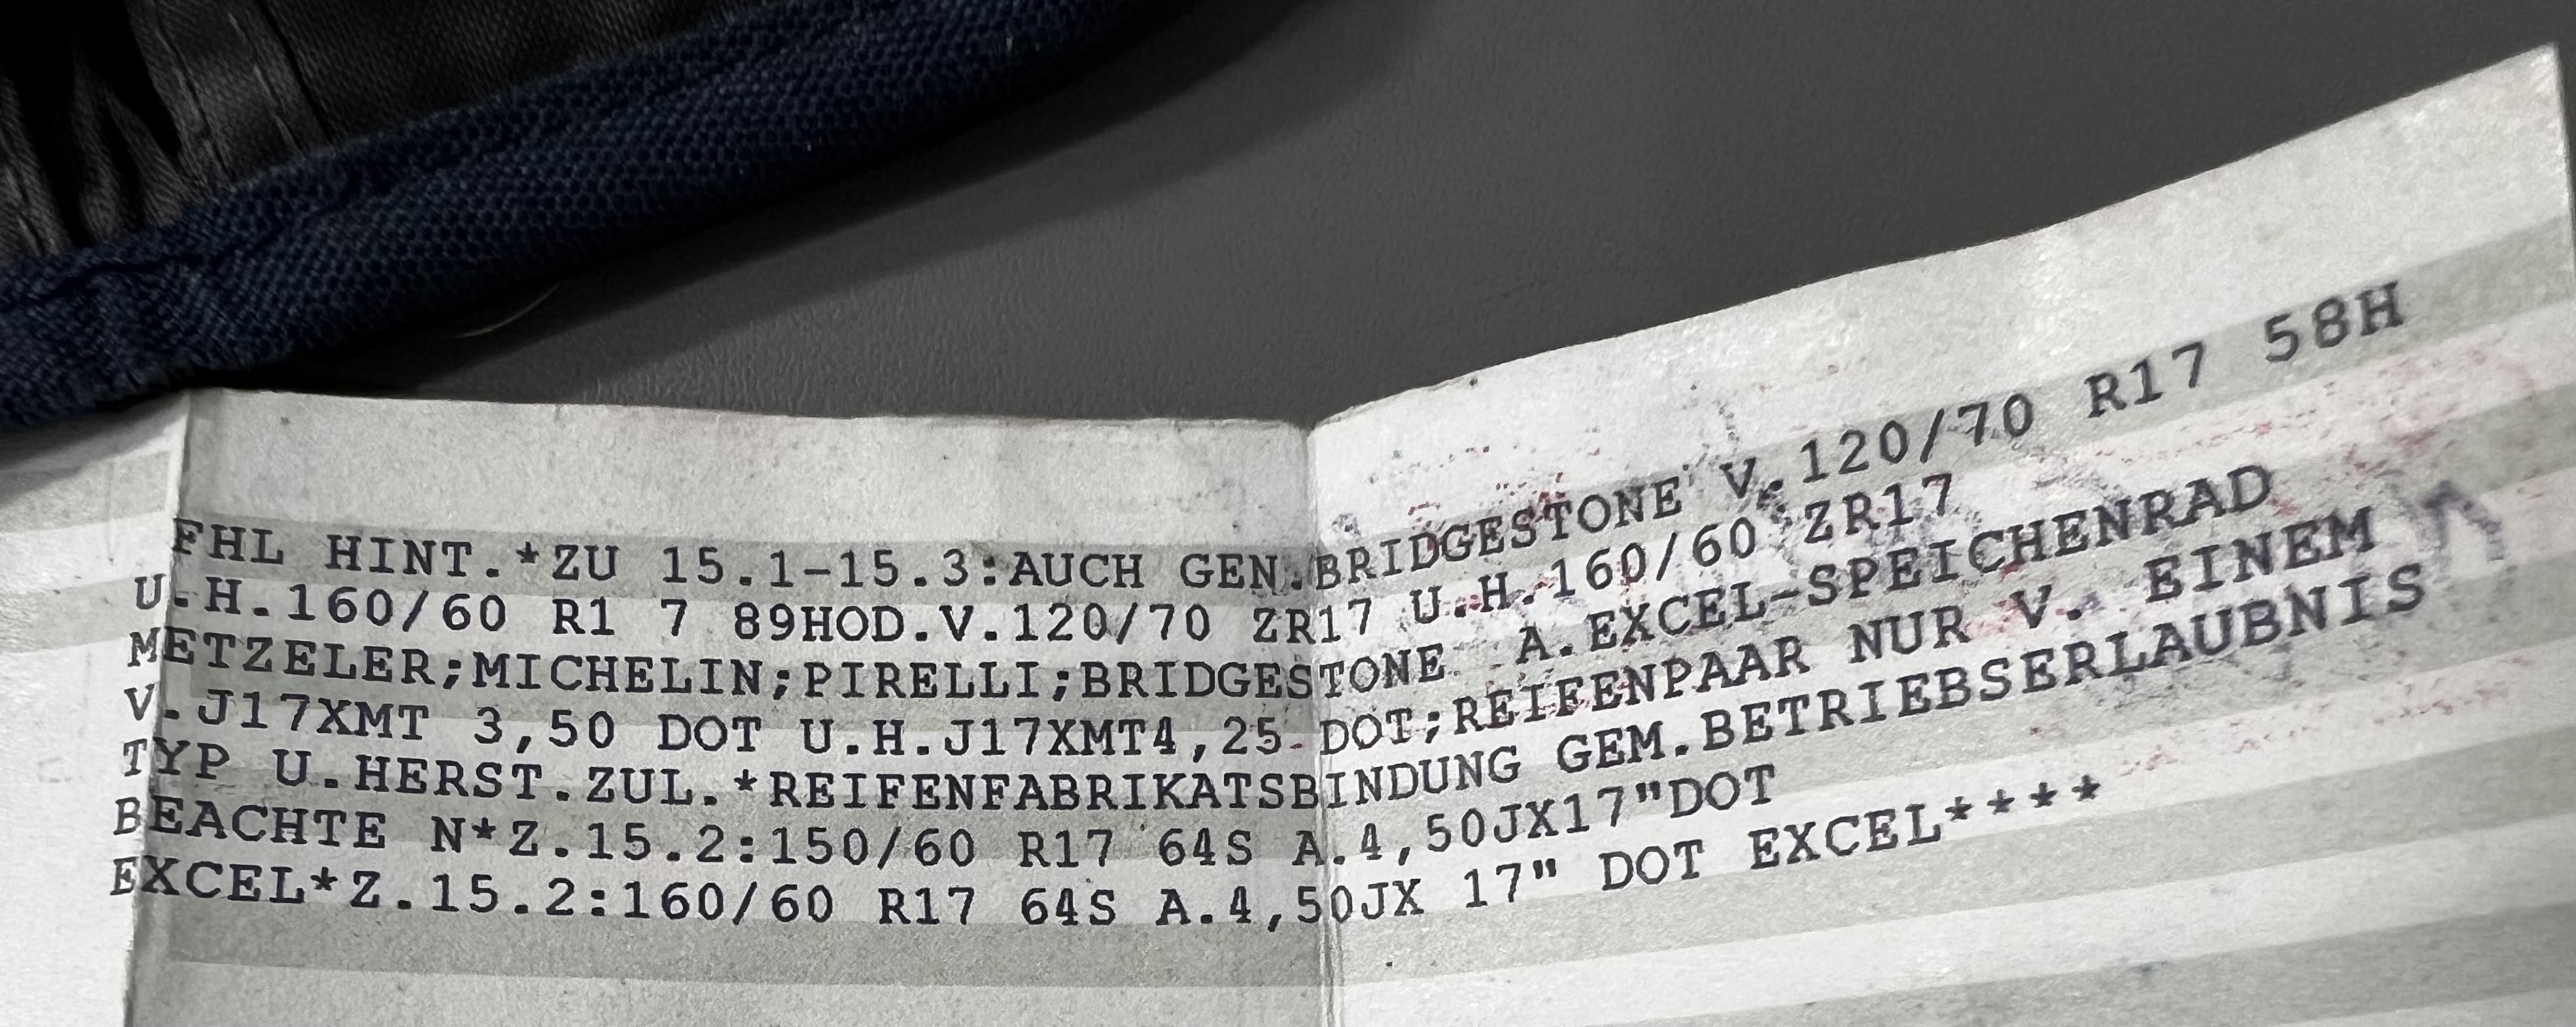 FHL HINT.*ZU 15.1-15.3:AUCH GEN.BRIDGESTONE V.120/70 R17 58H
U.H.160/60 R1 7 89HOD.V.120/70 ZR17 U.H.160/60 ZR17
METZELER;MICHELIN;PIRELLI;BRIDGESTONE A.EXCEL-SPEICHENRAD
V.J17XMT 3,50 DOT U.H.J17XMT4,25 DOT;REIFENPAAR NUR V. EINEM
TYP U.HERST.ZUL.*REIFENFABRIKATSBINDUNG GEM.BETRIEBSERLAUBNIS
BEACHTE N*Z.15.2:150/60 R17 64S A.4,50JX17"DOT
EXCEL*Z.15.2:160/60 R17 64S A.4,50JX 17" DOT EXCEL****